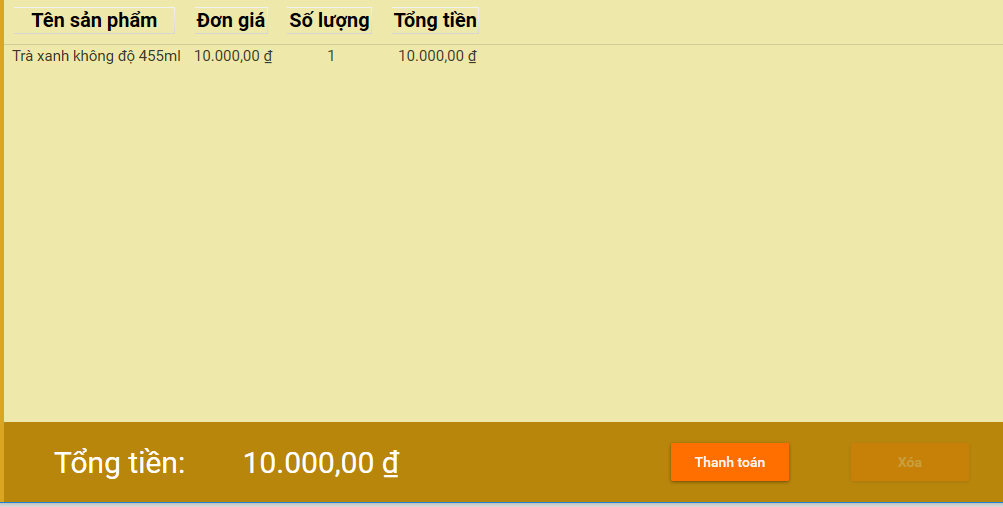 Tên sản phẩm Đơn giá Số lượng Tổng tiền
Trà xanh không độ 455ml 10.000,00 ₫ 1 10.000,00 ₫
Tổng tiền: 10.000,00 ₫ Thanh toán Xóa